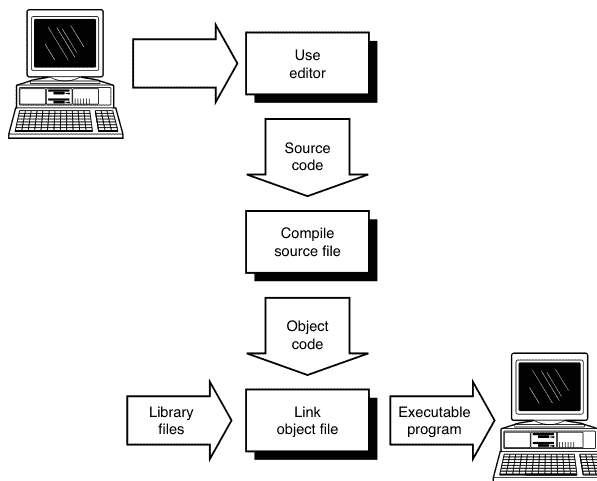 Use
editor
Source
code
Compile
source file
Object
code
Library
files
Link
object file
Executable
program